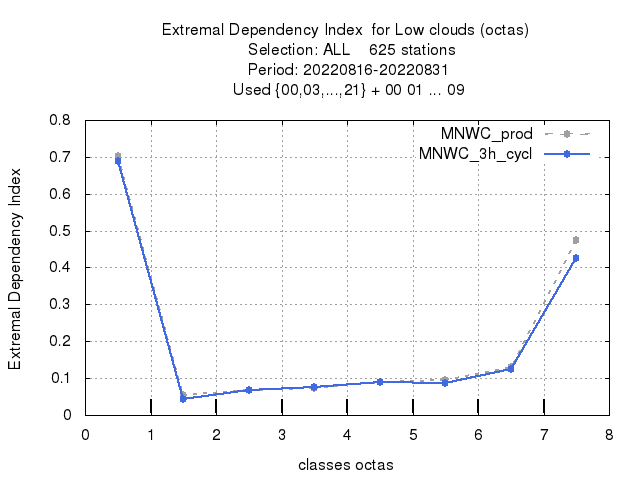 Extremal Dependency Index  for Low clouds (octas)
Selection: ALL    625 stations
Period: 20220816-20220831
Used {00,03,...,21} + 00 01 ... 09
MNWC_prod
MNWC_3h_cycl
Extremal Dependency Index
0.8
0.7
0.6
0.5
0.4
0.3
0.2
0.1
0
0 1 2 3 4 5 6 7 8
classes octas